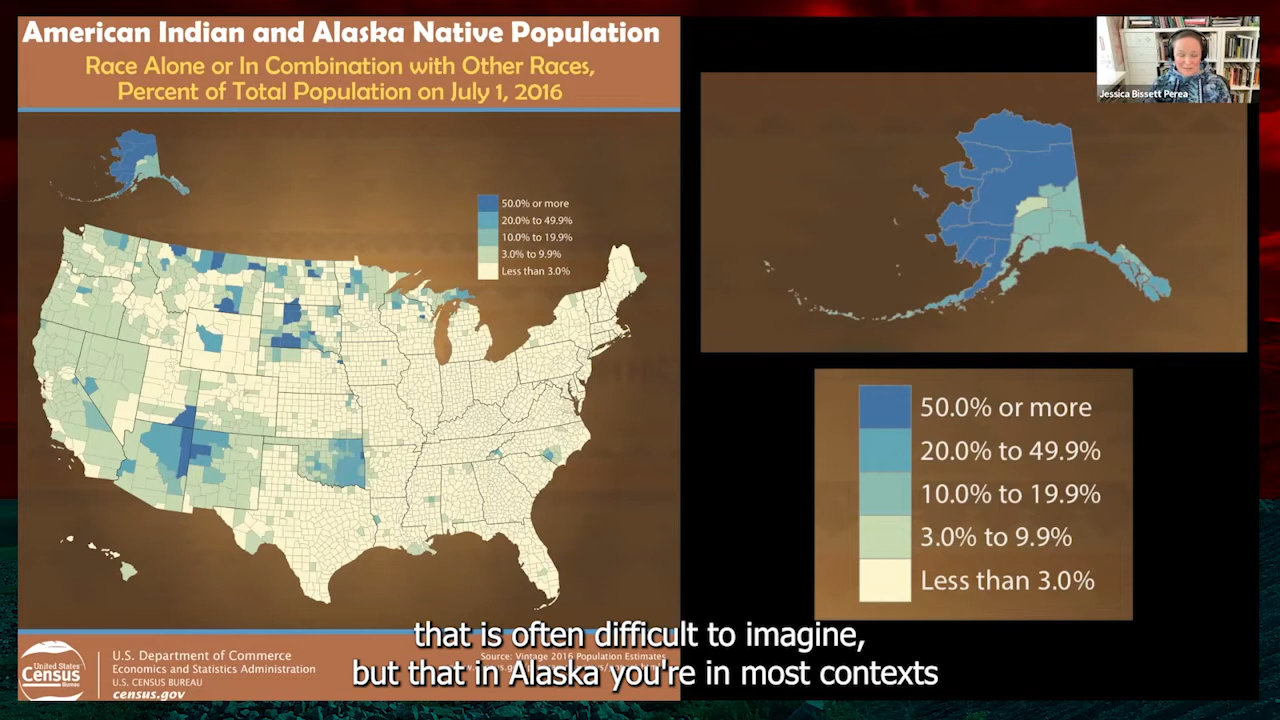 American Indian and Alaska Native Population
Race Alone or In Combination with Other Races,
Percent of Total Population on July 1, 2016
Jessica Bissett Perea
50.0% or more
20.0% to 49.9%
10.0% to 19.9%
3.0% to 9.9%
Less than 3.0%
50.0% or more
20.0% to 49.9%
10.0% to 19.9%
3.0% to 9.9%
Less than 3.0%
United States
Census
Bureau
U.S. Department of Commerce
Economics and Statistics Administration
U.S. CENSUS BUREAU
census.gov
Source: Vintage 2016 Population Estimates
that is often difficult to imagine,
but that in Alaska you're in most contexts